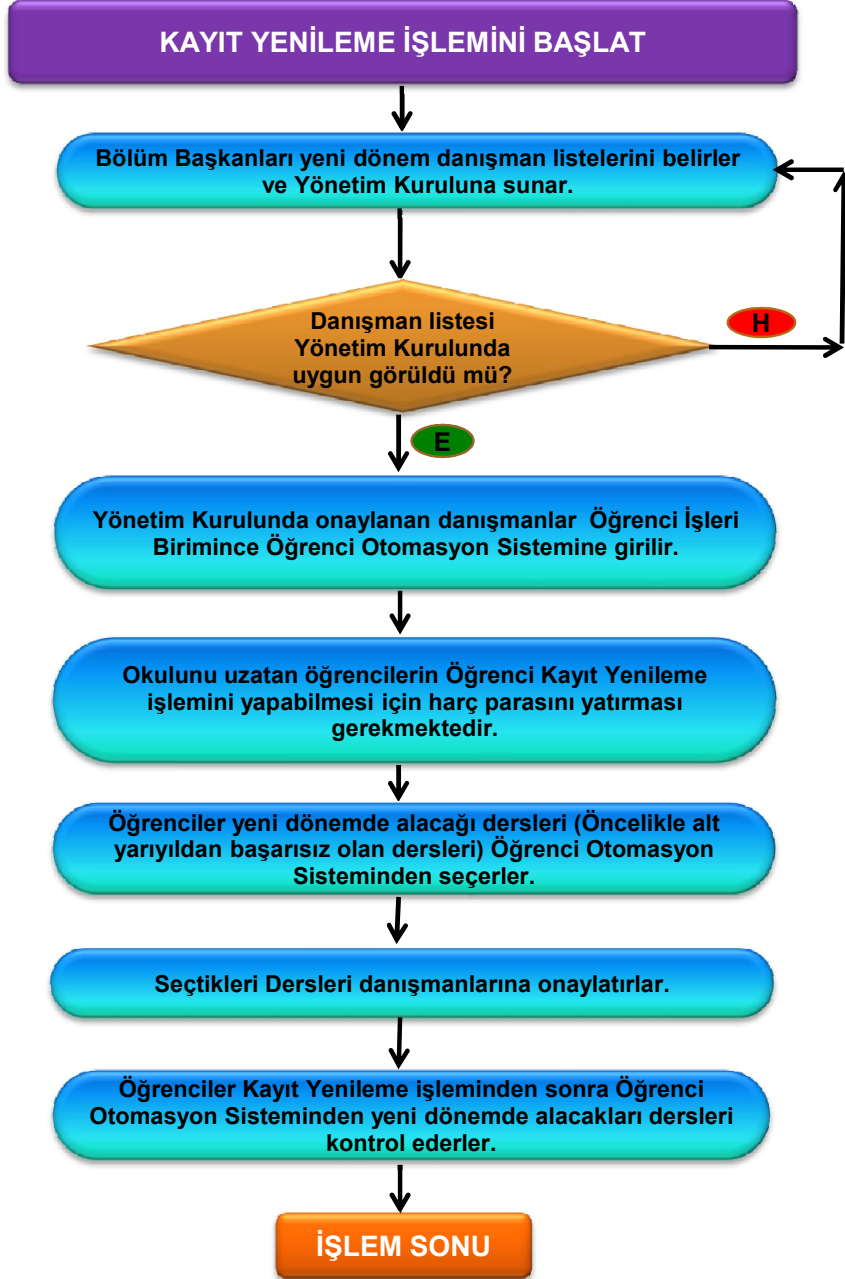 KAYIT YENİLEME İŞLEMİNİ BAŞLAT
Bölüm Başkanları yeni dönem danışman listelerini belirler
ve Yönetim Kuruluna sunar.
Danışman listesi
Yönetim Kurulunda
uygun görüldü mü?
H
E
Yönetim Kurulunda onaylanan danışmanlar Öğrenci İşleri
Birimince Öğrenci Otomasyon Sistemine girilir.
Okulunu uzatan öğrencilerin Öğrenci Kayıt Yenileme
işlemini yapabilmesi için harç parasını yatırması
gerekmektedir.
Öğrenciler yeni dönemde alacağı dersleri (Öncelikle alt
yarıyıldan başarısız olan dersleri) Öğrenci Otomasyon
Sisteminden seçerler.
Seçtikleri Dersleri danışmanlarına onaylatırlar.
Öğrenciler Kayıt Yenileme işleminden sonra Öğrenci
Otomasyon Sisteminden yeni dönemde alacakları dersleri
kontrol ederler.
İŞLEM SONU